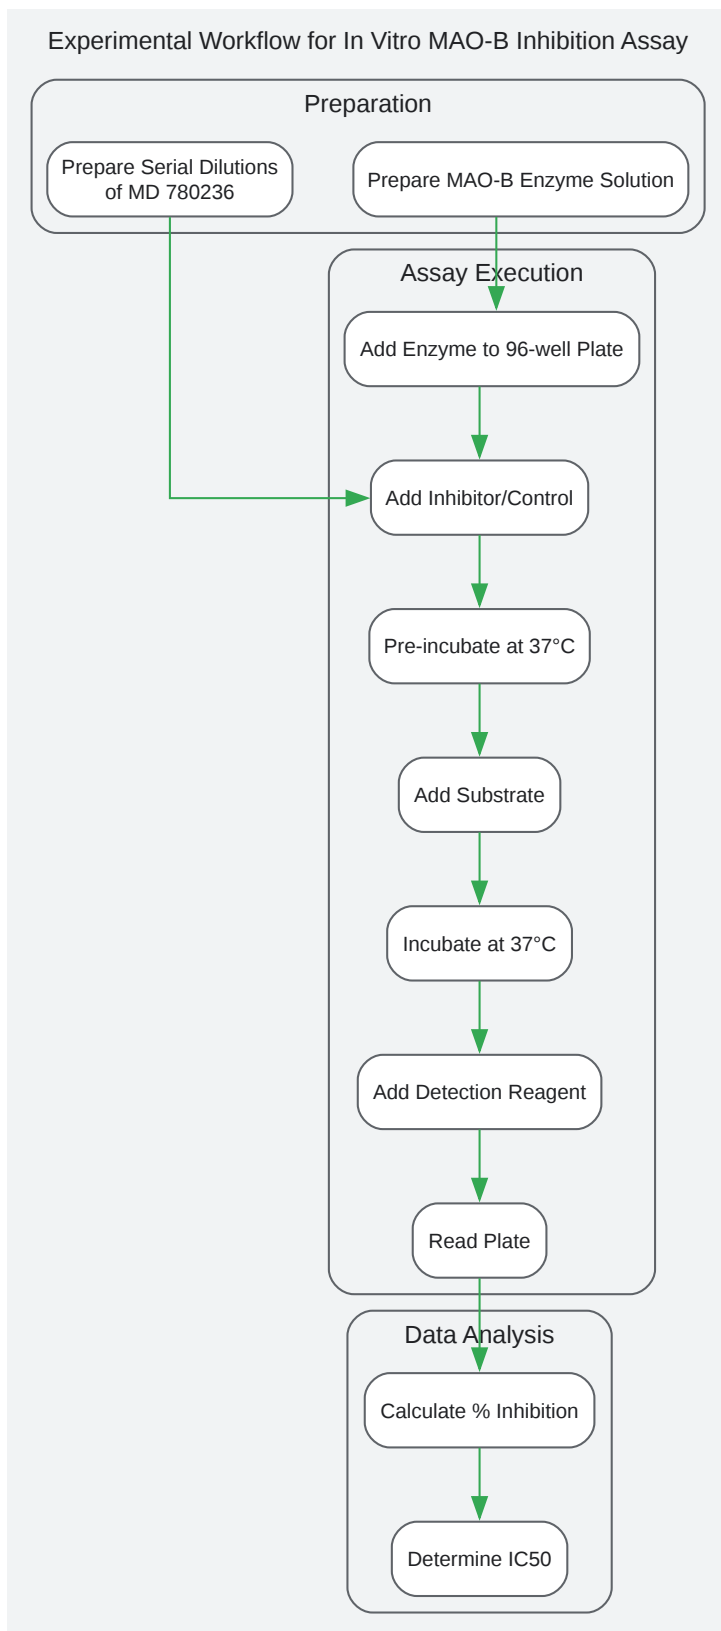 Experimental Workflow for In Vitro MAO-B Inhibition Assay
Preparation
Prepare Serial Dilutions
of MD 780236
Prepare MAO-B Enzyme Solution
Assay Execution
Add Enzyme to 96-well Plate
Add Inhibitor/Control
Pre-incubate at 37°C
Add Substrate
Incubate at 37°C
Add Detection Reagent
Read Plate
Data Analysis
Calculate % Inhibition
Determine IC50